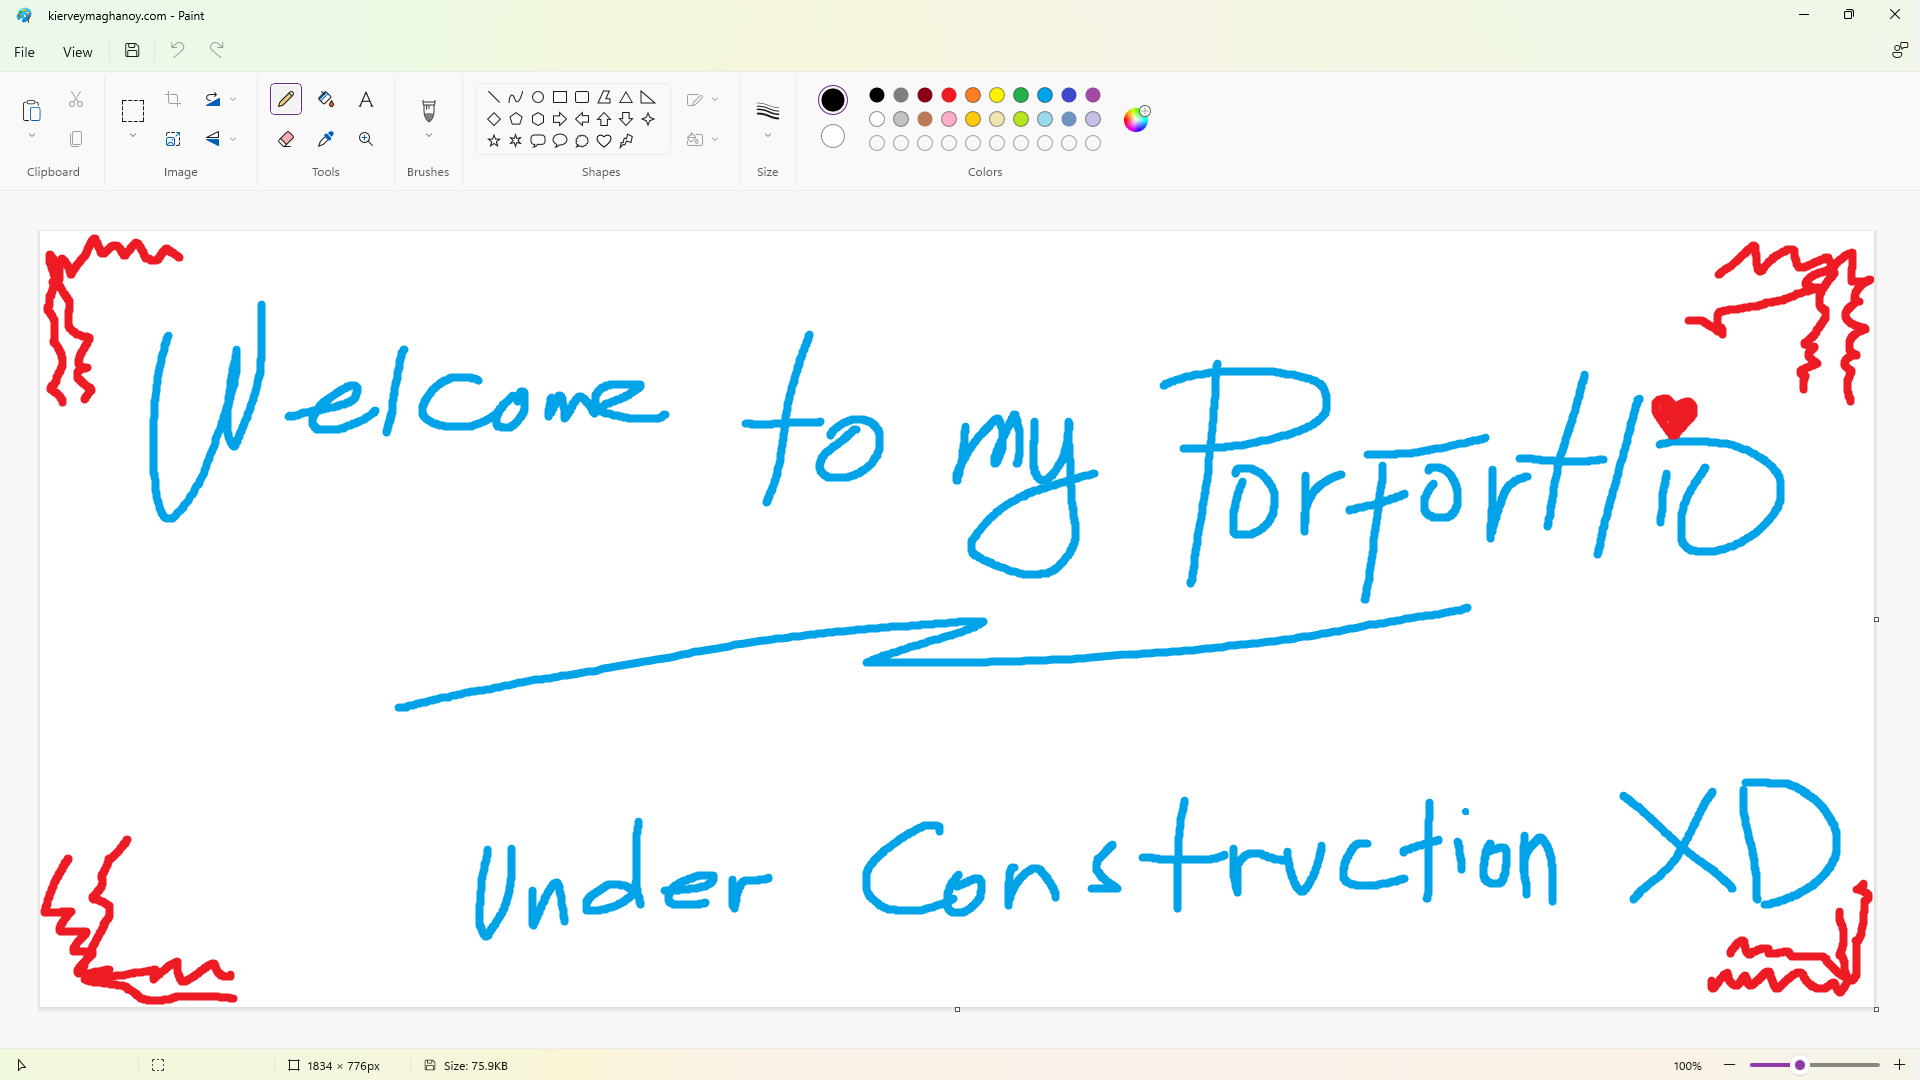 kierveymaghanoy.com - Paint
File View
Clipboard Image Tools Brushes Shapes Size Colors
Welcome to my Porfortlio
Under Construction XD
1834 × 776px Size: 75.9KB 100%